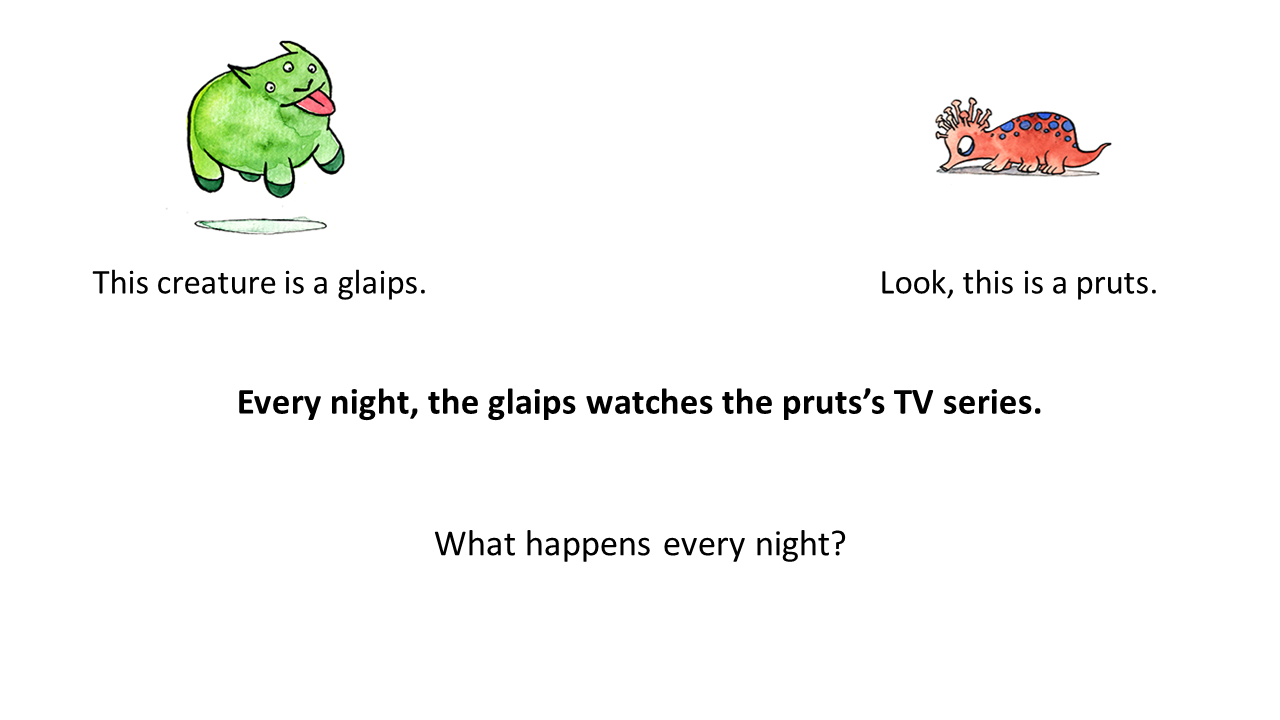 This creature is a glaips.
Look, this is a pruts.
Every night, the glaips watches the pruts’s TV series.
What happens every night?